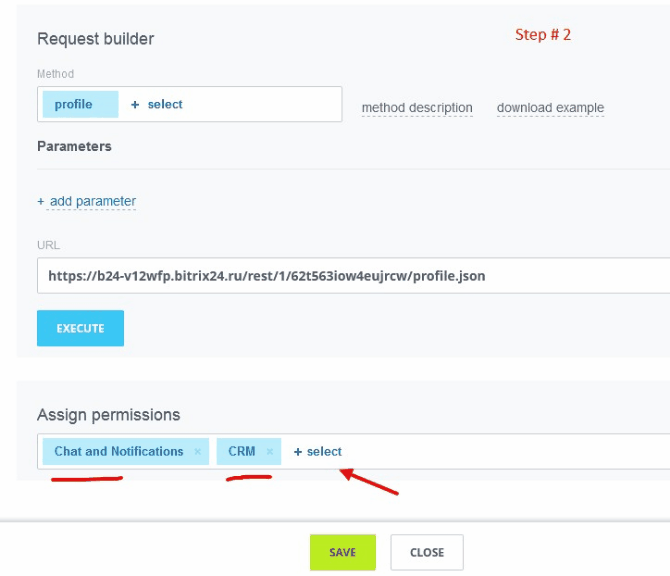 Request builder
Step # 2
Method
profile + select
method description
download example
Parameters
+ add parameter
URL
https://b24-v12wfp.bitrix24.ru/rest/1/62t563iow4eujrcw/profile.json
EXECUTE
Assign permissions
Chat and Notifications × CRM × + select
SAVE
CLOSE